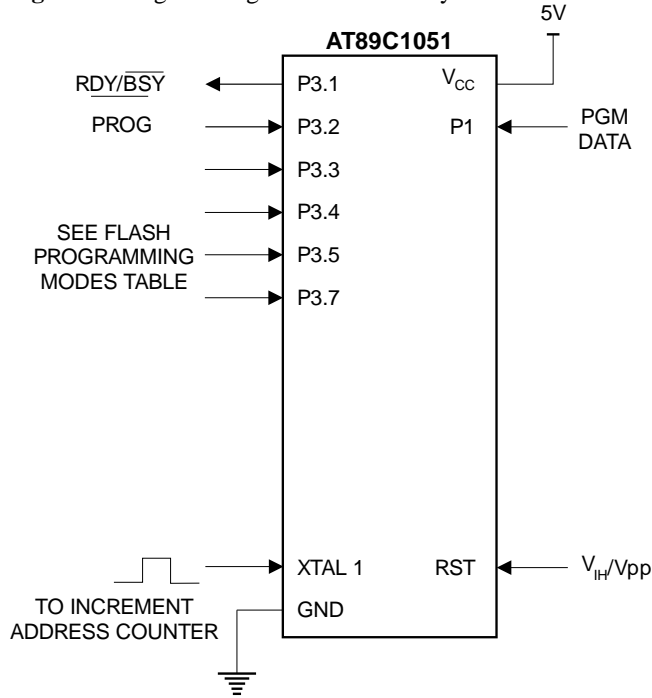 5V
AT89C1051
RDY/BSY
P3.1
VCC
PROG
P3.2
P1
PGM
DATA
P3.3
P3.4
SEE FLASH
PROGRAMMING
MODES TABLE
P3.5
P3.7
XTAL 1
RST
VIH/Vpp
TO INCREMENT
ADDRESS COUNTER
GND